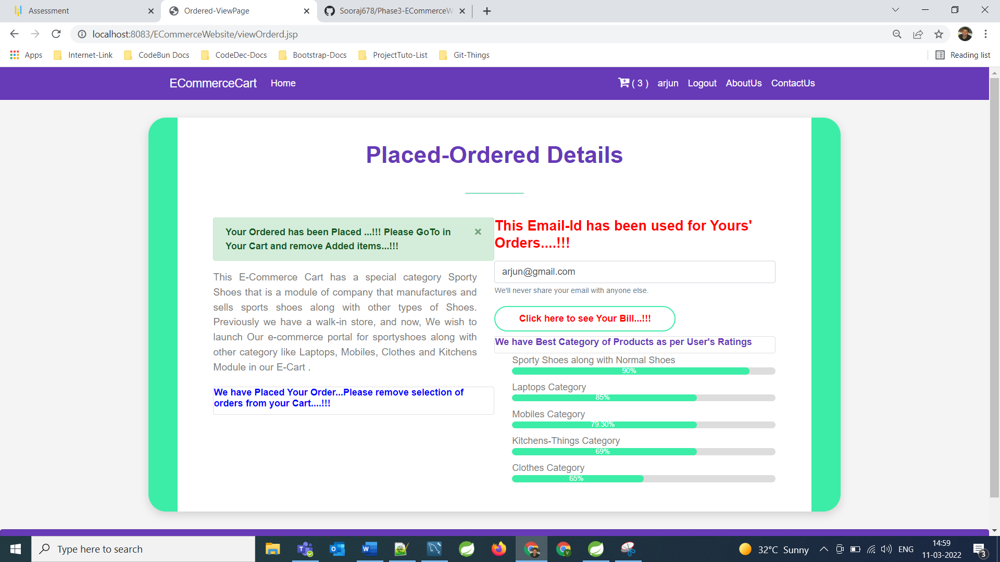 Assessment
Ordered-ViewPage
Sooraj678/Phase3-ECommerceW
localhost:8083/ECommerceWebsite/viewOrderd.jsp
Apps
Internet-Link
CodeBun Docs
CodeDec-Docs
Bootstrap-Docs
ProjectTuto-List
Git-Things
Reading list
ECommerceCart
Home
( 3 )
arjun
Logout
AboutUs
ContactUs
Placed-Ordered Details
Your Ordered has been Placed ...!!! Please GoTo in
Your Cart and remove Added items...!!!
This E-Commerce Cart has a special category Sporty
Shoes that is a module of company that manufactures and
sells sports shoes along with other types of Shoes.
Previously we have a walk-in store, and now, We wish to
launch Our e-commerce portal for sportyshoes along with
other category like Laptops, Mobiles, Clothes and Kitchens
Module in our E-Cart .
We have Placed Your Order...Please remove selection of
orders from your Cart....!!!
This Email-Id has been used for Yours'
Orders....!!!
arjun@gmail.com
We'll never share your email with anyone else.
Click here to see Your Bill...!!!
We have Best Category of Products as per User's Ratings
Sporty Shoes along with Normal Shoes
90%
Laptops Category
85%
Mobiles Category
79.30%
Kitchens-Things Category
69%
Clothes Category
65%
Type here to search
32°C Sunny
ENG
14:59
11-03-2022
3